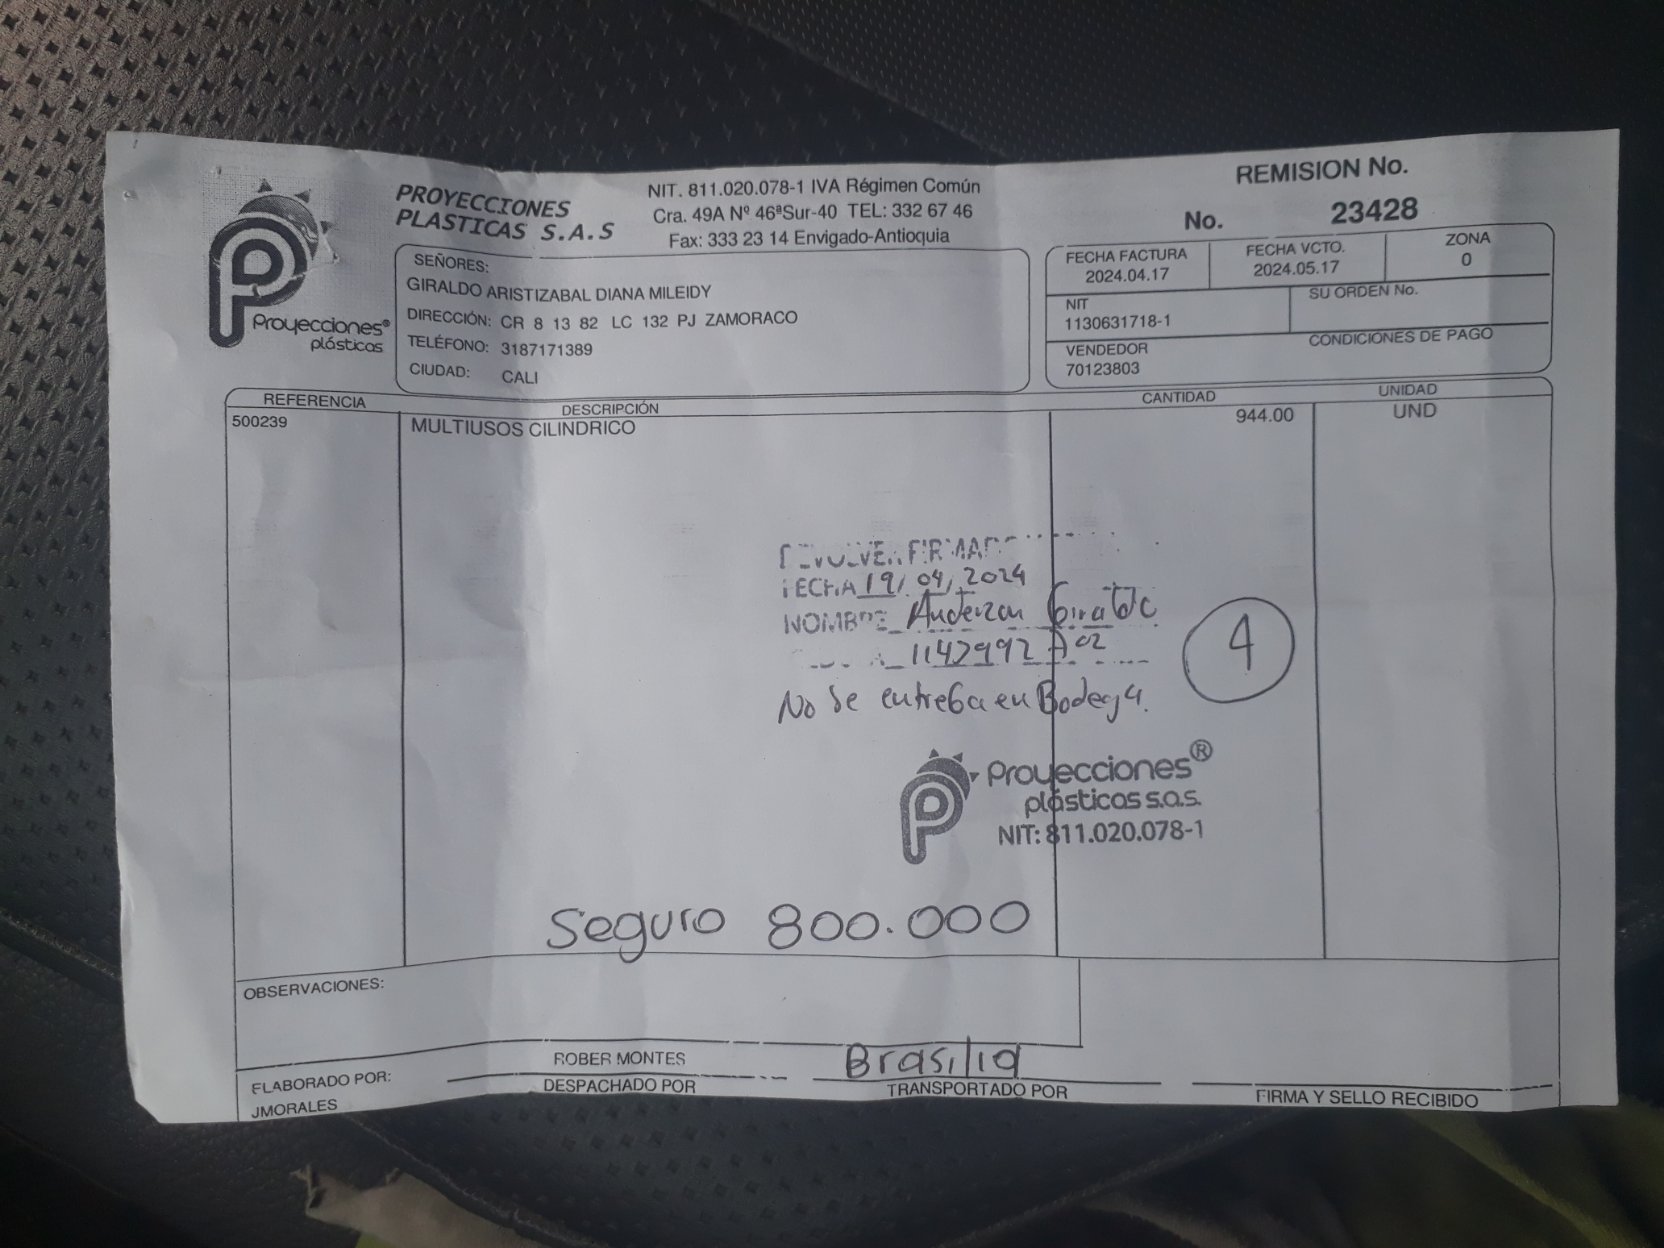 PROYECCIONES
PLASTICAS S.A.S
NIT. 811.020.078-1 IVA Régimen Común
Cra. 49A Nº 46ªSur-40 TEL: 332 67 46
Fax: 333 23 14 Envigado-Antioquia
REMISION No.
No. 23428
Proyecciones®
plásticas
SEÑORES:
GIRALDO ARISTIZABAL DIANA MILEIDY
DIRECCIÓN: CR 8 13 82 LC 132 PJ ZAMORACO
TELÉFONO: 3187171389
CIUDAD: CALI
FECHA FACTURA FECHA VCTO. ZONA
2024.04.17 2024.05.17 0
NIT SU ORDEN No.
1130631718-1
VENDEDOR CONDICIONES DE PAGO
70123803
REFERENCIA DESCRIPCIÓN CANTIDAD UNIDAD
500239 MULTIUSOS CILINDRICO 944.00 UND
DEVOLVER FIRMADO
FECHA 19/04/2024
NOMBRE Anderzon Giraldo
1142992
4
No se entrega en Bodega.
Proyecciones®
plásticas s.a.s.
NIT: 811.020.078-1
Seguro 800.000
OBSERVACIONES:
ELABORADO POR:
JMORALES
ROBER MONTES
DESPACHADO POR
Brasilia
TRANSPORTADO POR
FIRMA Y SELLO RECIBIDO